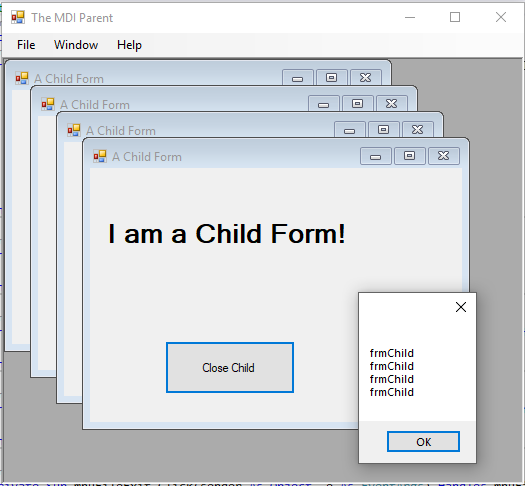 The MDI Parent
File Window Help
A Child Form
A Child Form
A Child Form
A Child Form
I am a Child Form!
frmChild
frmChild
frmChild
frmChild
Close Child
OK